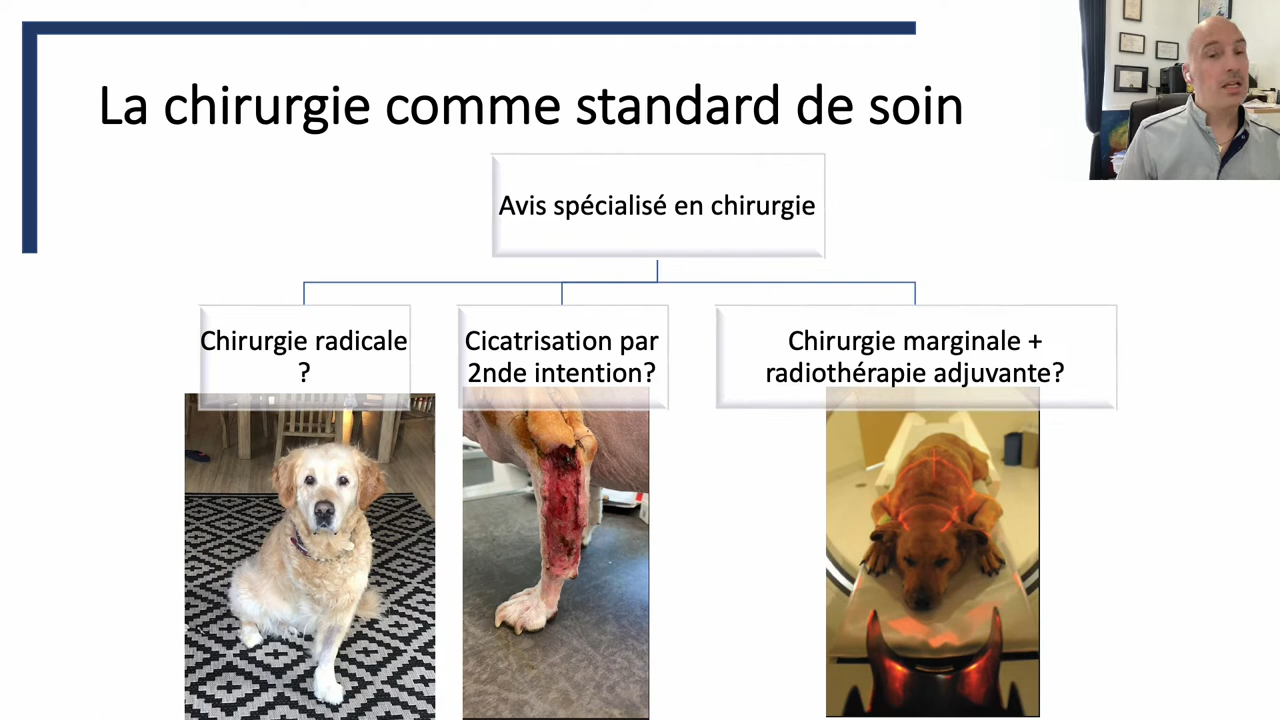 La chirurgie comme standard de soin
Avis spécialisé en chirurgie
Chirurgie radicale
?
Cicatrisation par
2nde intention?
Chirurgie marginale +
radiothérapie adjuvante?